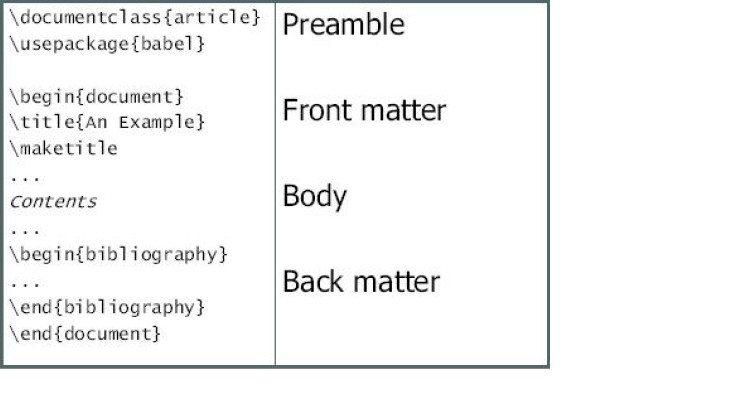 \documentclass{article}
\usepackage{babel}
\begin{document}
\title{An Example}
\maketitle
...
Contents
...
\begin{bibliography}
...
\end{bibliography}
\end{document}
Preamble
Front matter
Body
Back matter